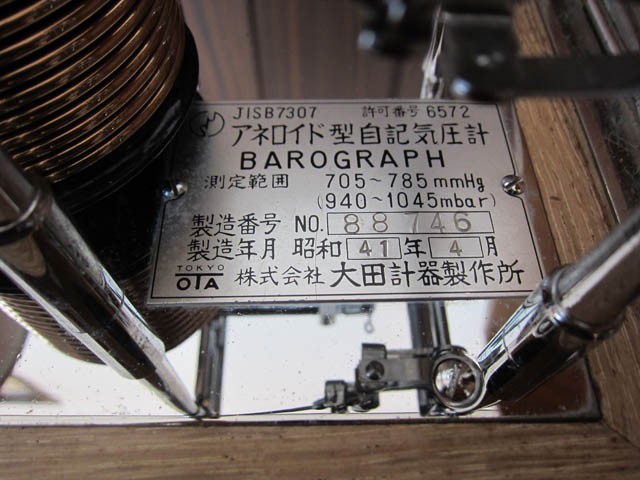 JISB7307 許可番号 6572
アネロイド型自記気圧計
BAROGRAPH
測定範囲 705~785mmHg
(940~1045mbar)
製造番号 NO. 88746
製造年月 昭和 41 年 4 月
TOKYO OTA 株式会社 大田計器製作所